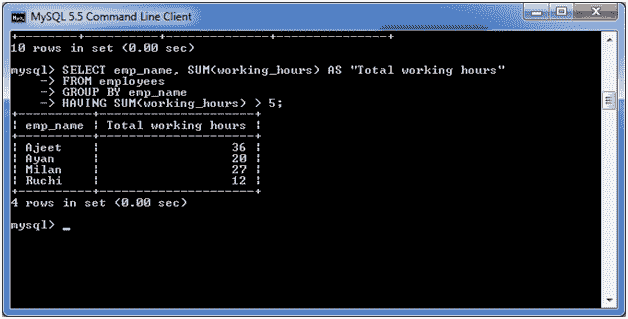 MySQL 5.5 Command Line Client
+---------+---------+------------+--------+---------------+
10 rows in set (0.00 sec)
mysql> SELECT emp_name, SUM(working_hours) AS "Total working hours"
    -> FROM employees
    -> GROUP BY emp_name
    -> HAVING SUM(working_hours) > 5;
+----------+---------------------+
| emp_name | Total working hours |
+----------+---------------------+
| Ajeet    |                  36 |
| Ayan     |                  20 |
| Milan    |                  27 |
| Ruchi    |                  12 |
+----------+---------------------+
4 rows in set (0.00 sec)
mysql> _